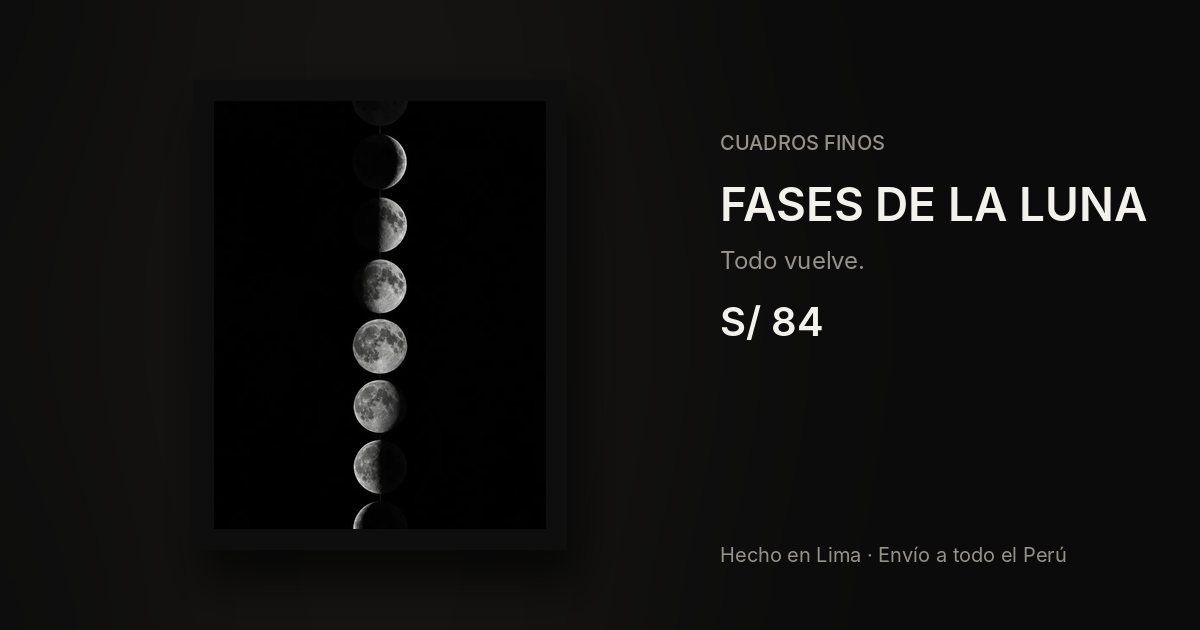 CUADROS FINOS
FASES DE LA LUNA
Todo vuelve.
S/ 84
Hecho en Lima · Envío a todo el Perú